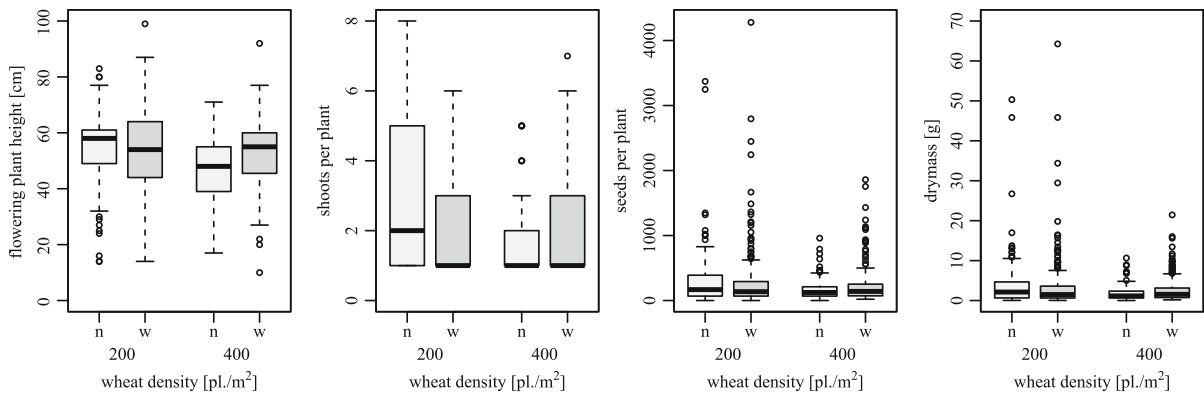 flowering plant height [cm]
0
20
40
60
80
100
n
w
n
w
200
400
wheat density [pl./m²]
shoots per plant
0
2
4
6
8
n
w
n
w
200
400
wheat density [pl./m²]
seeds per plant
0
1000
2000
3000
4000
n
w
n
w
200
400
wheat density [pl./m²]
drymass [g]
0
10
20
30
40
50
60
70
n
w
n
w
200
400
wheat density [pl./m²]